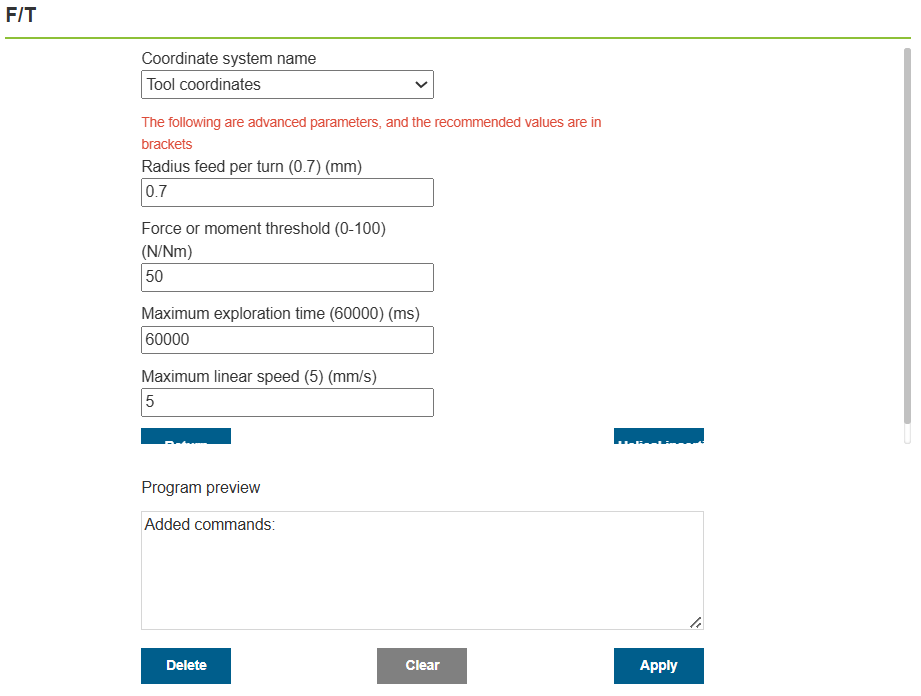 F/T
Coordinate system name
Tool coordinates
The following are advanced parameters, and the recommended values are in
brackets
Radius feed per turn (0.7) (mm)
0.7
Force or moment threshold (0-100)
(N/Nm)
50
Maximum exploration time (60000) (ms)
60000
Maximum linear speed (5) (mm/s)
5
Program preview
Added commands:
Delete Clear Apply